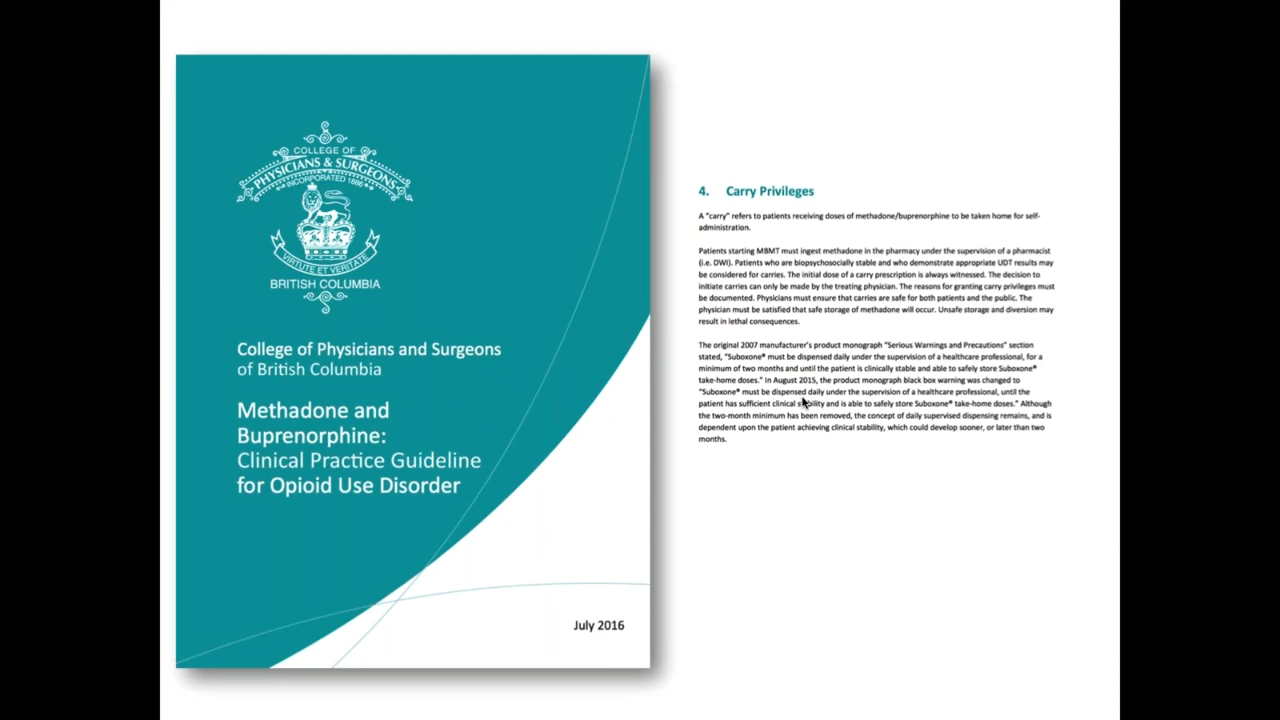 COLLEGE OF
PHYSICIANS & SURGEONS
INCORPORATED 1886
VIRTUTE ET VERITATE
BRITISH COLUMBIA
College of Physicians and Surgeons
of British Columbia
Methadone and
Buprenorphine:
Clinical Practice Guideline
for Opioid Use Disorder
July 2016
4. Carry Privileges
A "carry" refers to patients receiving doses of methadone/buprenorphine to be taken home for self-
administration.
Patients starting MBMT must ingest methadone in the pharmacy under the supervision of a pharmacist
(i.e. DWI). Patients who are biopsychosocially stable and who demonstrate appropriate UDT results may
be considered for carries. The initial dose of a carry prescription is always witnessed. The decision to
initiate carries can only be made by the treating physician. The reasons for granting carry privileges must
be documented. Physicians must ensure that carries are safe for both patients and the public. The
physician must be satisfied that safe storage of methadone will occur. Unsafe storage and diversion may
result in lethal consequences.
The original 2007 manufacturer's product monograph "Serious Warnings and Precautions" section
stated, "Suboxone® must be dispensed daily under the supervision of a healthcare professional, for a
minimum of two months and until the patient is clinically stable and able to safely store Suboxone®
take-home doses." In August 2015, the product monograph black box warning was changed to
"Suboxone® must be dispensed daily under the supervision of a healthcare professional, until the
patient has sufficient clinical stability and is able to safely store Suboxone® take-home doses." Although
the two-month minimum has been removed, the concept of daily supervised dispensing remains, and is
dependent upon the patient achieving clinical stability, which could develop sooner, or later than two
months.